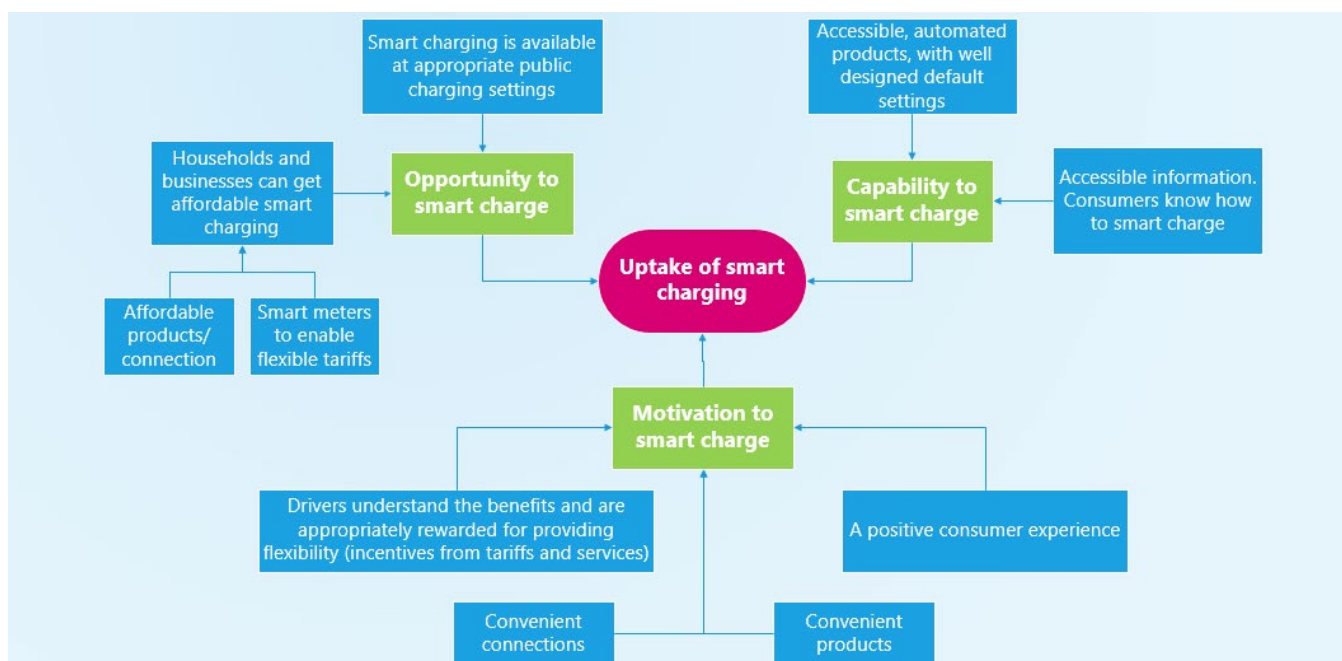 Smart charging is available
at appropriate public
charging settings
Accessible, automated
products, with well
designed default
settings
Households and
businesses can get
affordable smart
charging
Opportunity to
smart charge
Capability to
smart charge
Accessible information.
Consumers know how
to smart charge
Uptake of smart
charging
Affordable
products/
connection
Smart meters
to enable
flexible tariffs
Motivation to
smart charge
Drivers understand the benefits and are
appropriately rewarded for providing
flexibility (incentives from tariffs and services)
A positive consumer experience
Convenient
connections
Convenient
products